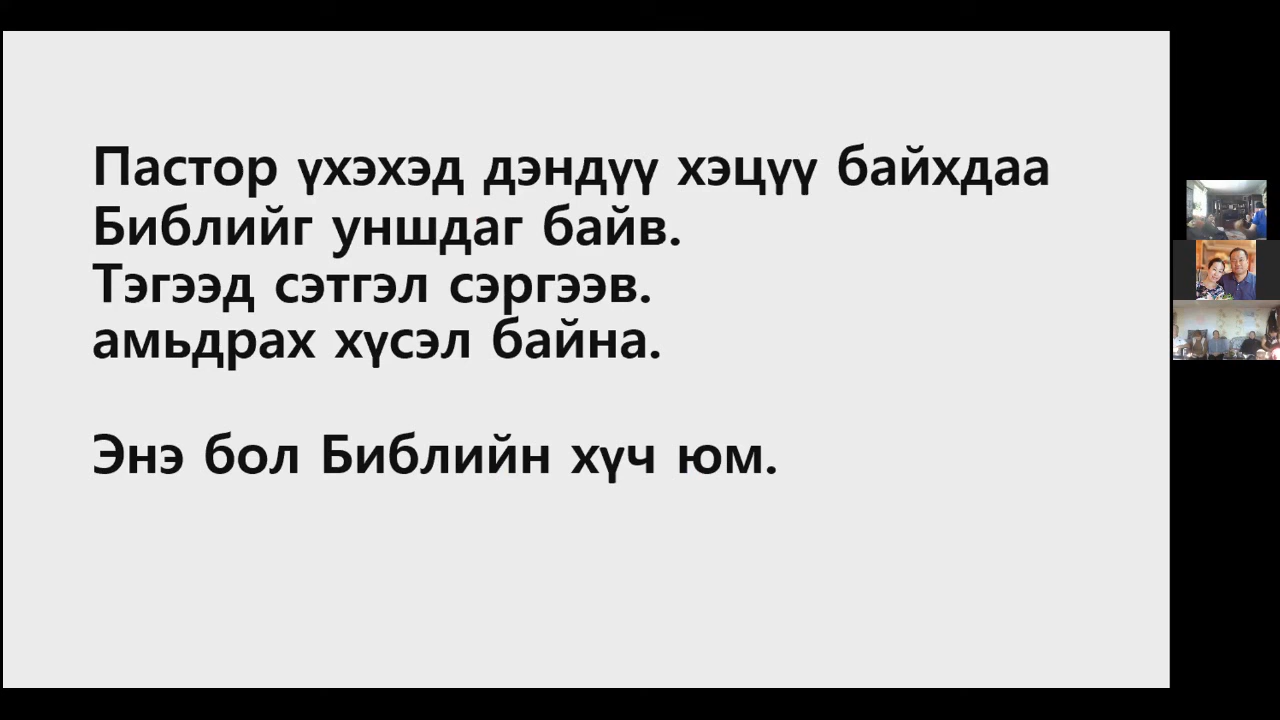 Пастор үхэхэд дэндүү хэцүү байхдаа
Библийг уншдаг байв.
Тэгээд сэтгэл сэргээв.
амьдрах хүсэл байна.
Энэ бол Библийн хүч юм.